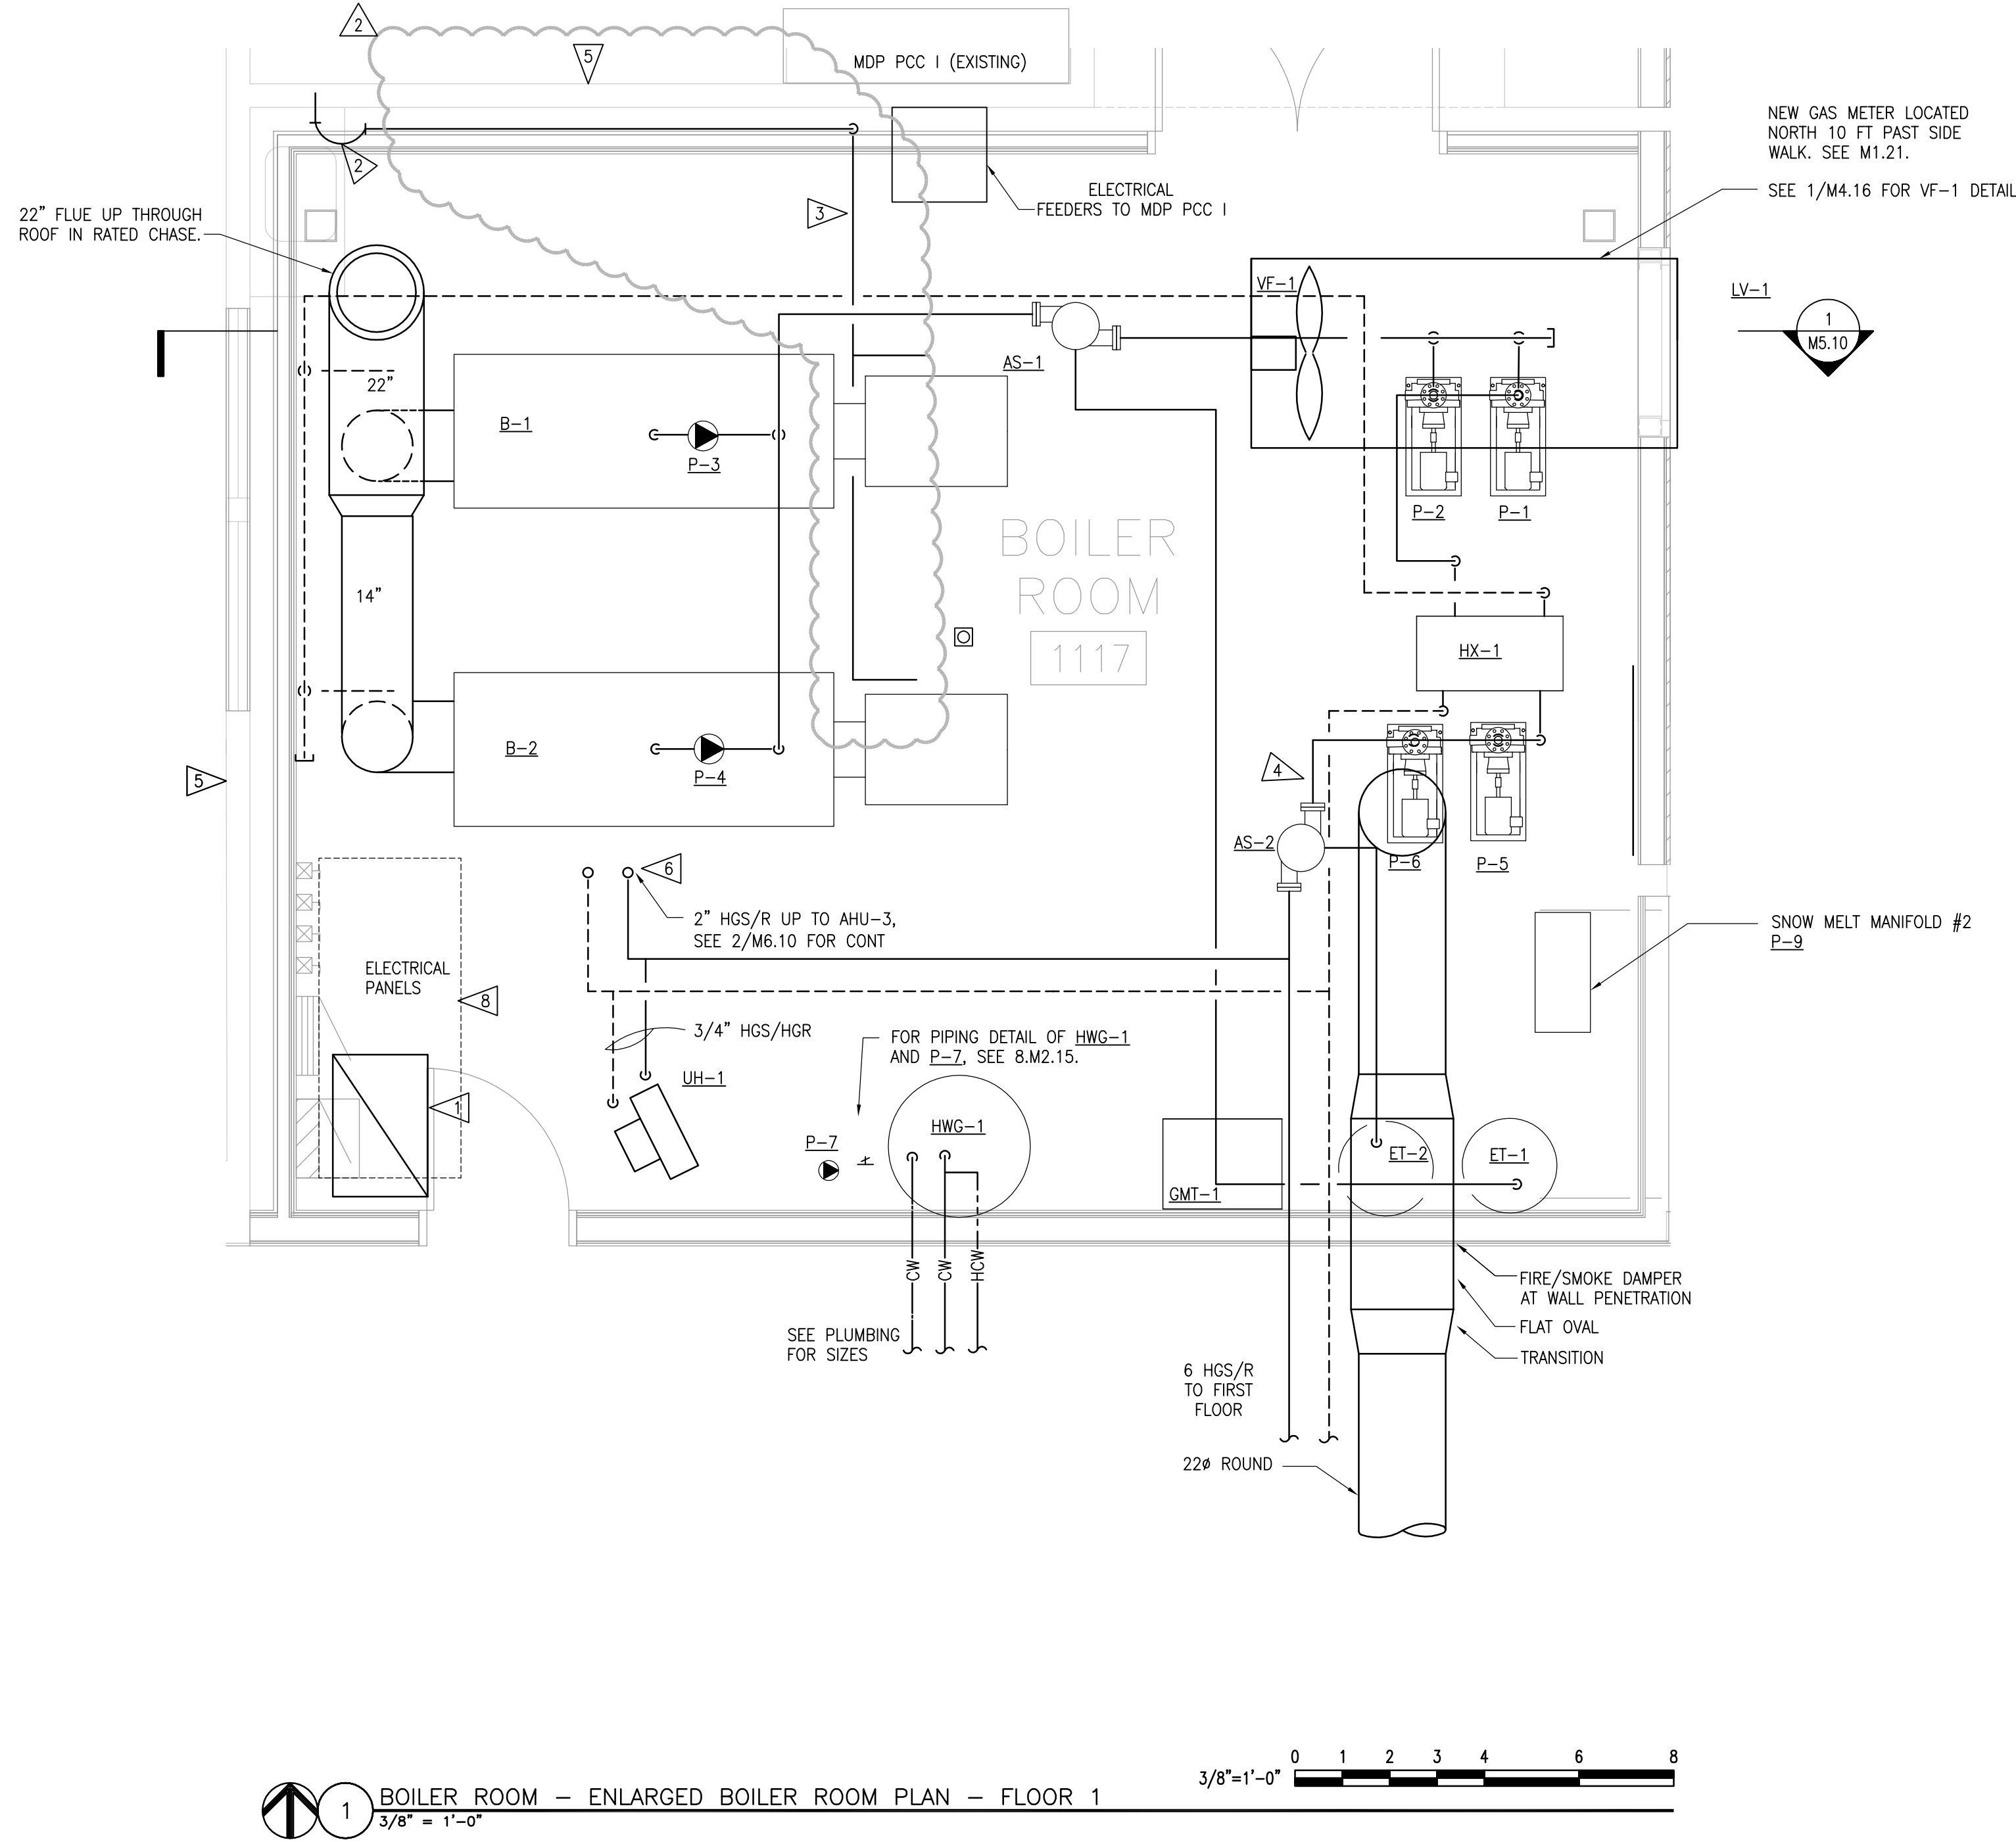 2
5
MDP PCC I (EXISTING)
NEW GAS METER LOCATED
NORTH 10 FT PAST SIDE
WALK. SEE M1.21.
2
ELECTRICAL
FEEDERS TO MDP PCC I
SEE 1/M4.16 FOR VF-1 DETAIL
3
22" FLUE UP THROUGH
ROOF IN RATED CHASE.
VF-1
LV-1
1
M5.10
AS-1
22"
B-1
P-3
P-2
P-1
BOILER
ROOM
1117
14"
HX-1
B-2
P-4
5
4
AS-2
P-6
P-5
6
2" HGS/R UP TO AHU-3,
SEE 2/M6.10 FOR CONT
SNOW MELT MANIFOLD #2
P-9
ELECTRICAL
PANELS
8
3/4" HGS/HGR
FOR PIPING DETAIL OF HWG-1
AND P-7, SEE 8.M2.15.
UH-1
1
P-7
HWG-1
ET-2
ET-1
GMT-1
CW
CW
HCW
FIRE/SMOKE DAMPER
AT WALL PENETRATION
FLAT OVAL
TRANSITION
SEE PLUMBING
FOR SIZES
6 HGS/R
TO FIRST
FLOOR
22ø ROUND
0 1 2 3 4 6 8
3/8"=1'-0"
1
BOILER ROOM - ENLARGED BOILER ROOM PLAN - FLOOR 1
3/8" = 1'-0"